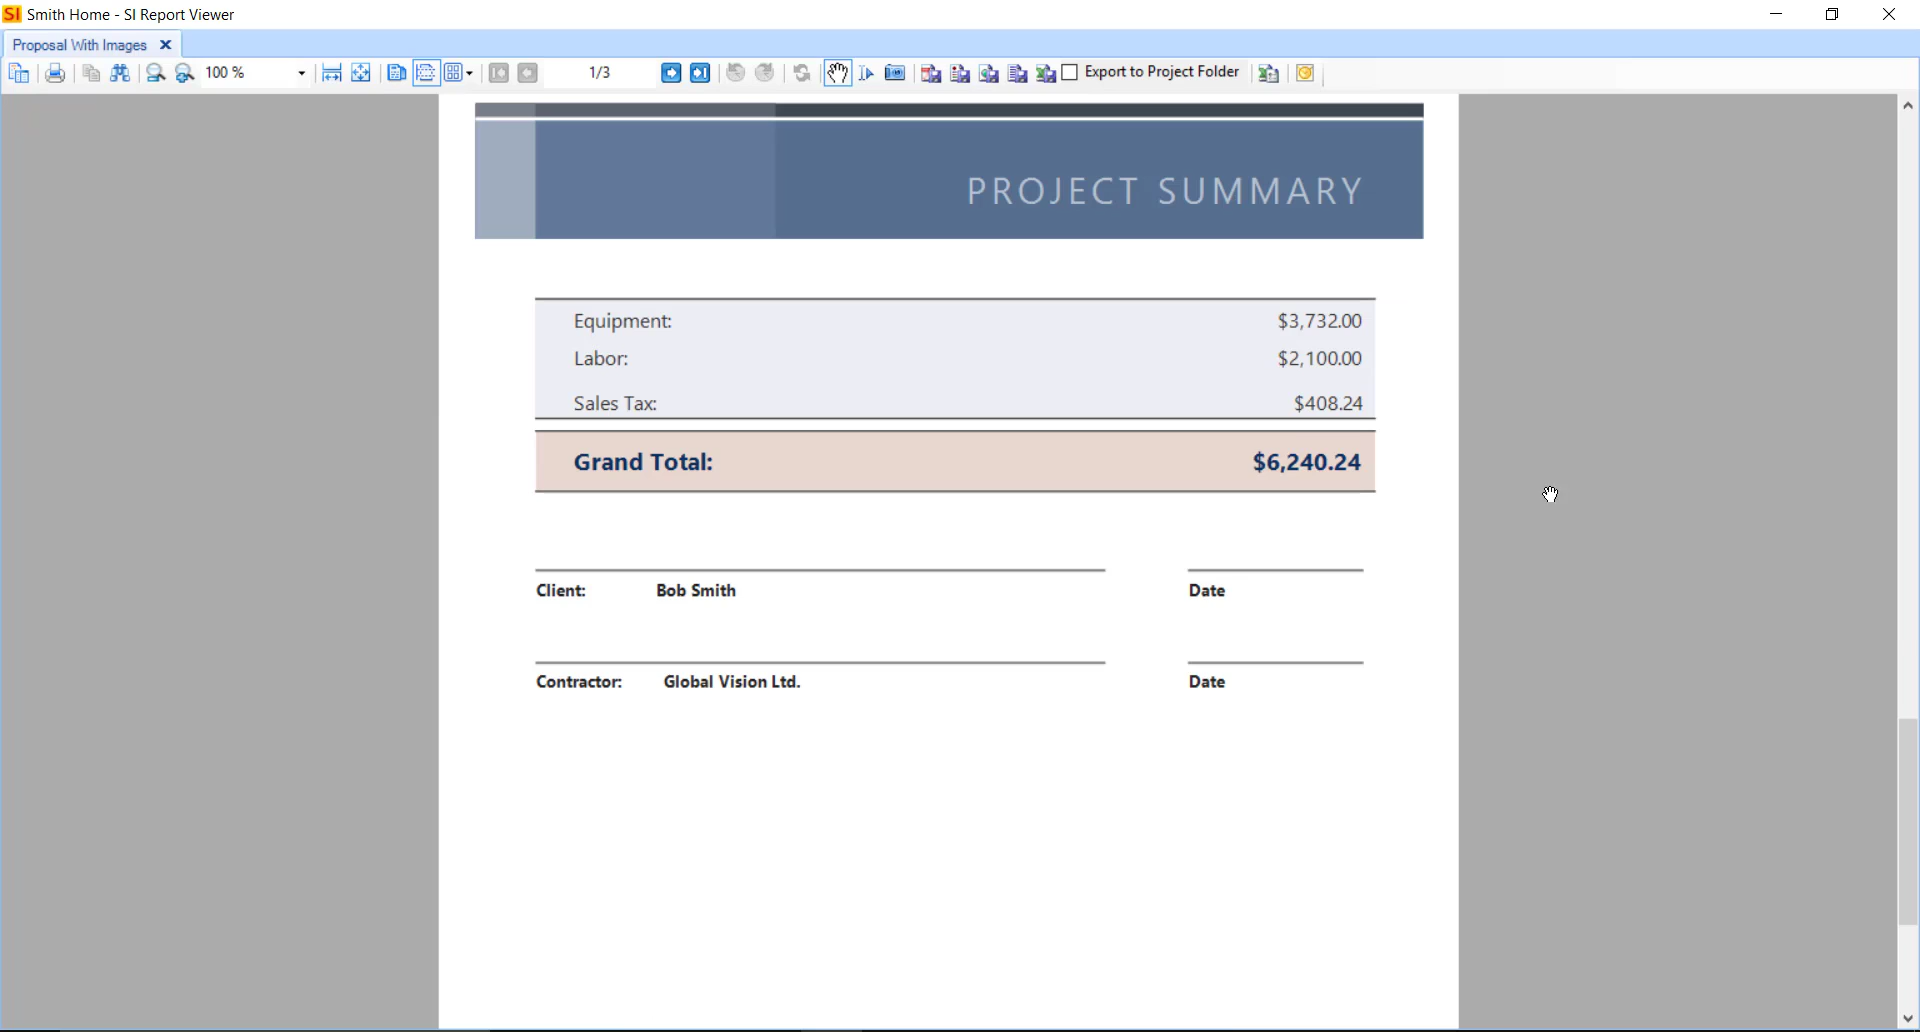 SI Smith Home - SI Report Viewer
Proposal With Images
100 %
1/3
Export to Project Folder
PROJECT SUMMARY
Equipment: $3,732.00
Labor: $2,100.00
Sales Tax: $408.24
Grand Total: $6,240.24
Client: Bob Smith Date
Contractor: Global Vision Ltd. Date